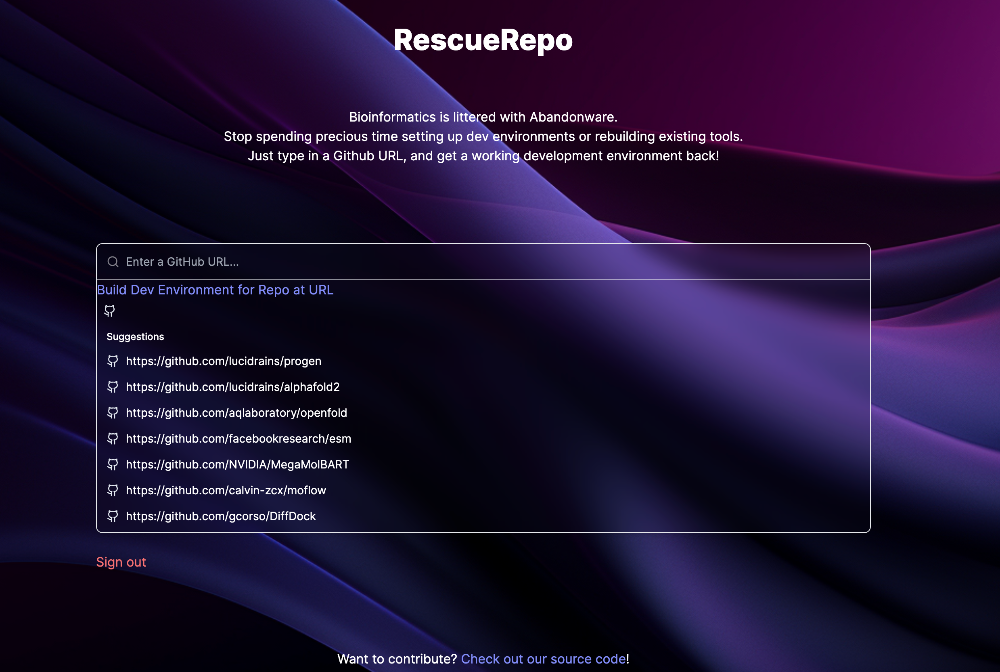 RescueRepo
Bioinformatics is littered with Abandonware.
Stop spending precious time setting up dev environments or rebuilding existing tools.
Just type in a Github URL, and get a working development environment back!
Enter a GitHub URL...
Build Dev Environment for Repo at URL
Suggestions
https://github.com/lucidrains/progen
https://github.com/lucidrains/alphafold2
https://github.com/aqlaboratory/openfold
https://github.com/facebookresearch/esm
https://github.com/NVIDIA/MegaMolBART
https://github.com/calvin-zcx/moflow
https://github.com/gcorso/DiffDock
Sign out
Want to contribute? Check out our source code!